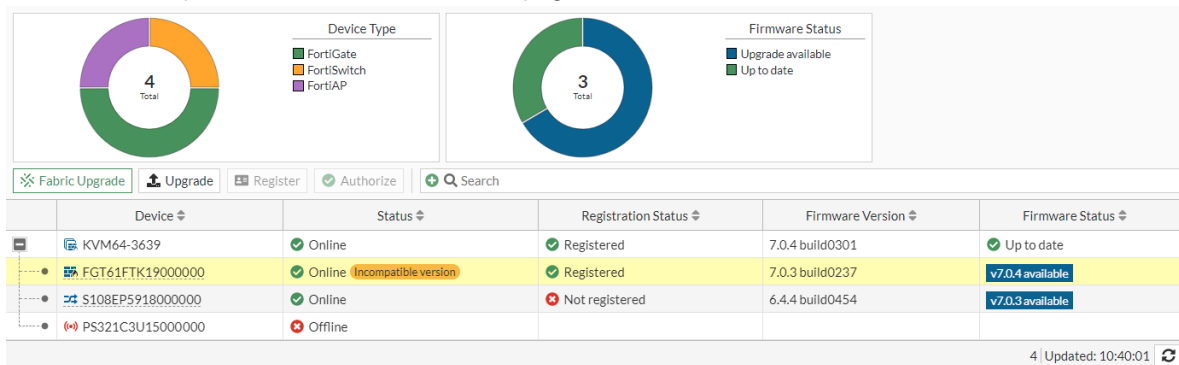 Device Type
FortiGate
FortiSwitch
FortiAP
4
Total
Firmware Status
Upgrade available
Up to date
3
Total
Fabric Upgrade Upgrade Register Authorize Search
Device Status Registration Status Firmware Version Firmware Status
KVM64-3639 Online Registered 7.0.4 build0301 Up to date
FGT61FTK19000000 Online Incompatible version Registered 7.0.3 build0237 v7.0.4 available
S108EP5918000000 Online Not registered 6.4.4 build0454 v7.0.3 available
PS321C3U15000000 Offline
4 Updated: 10:40:01